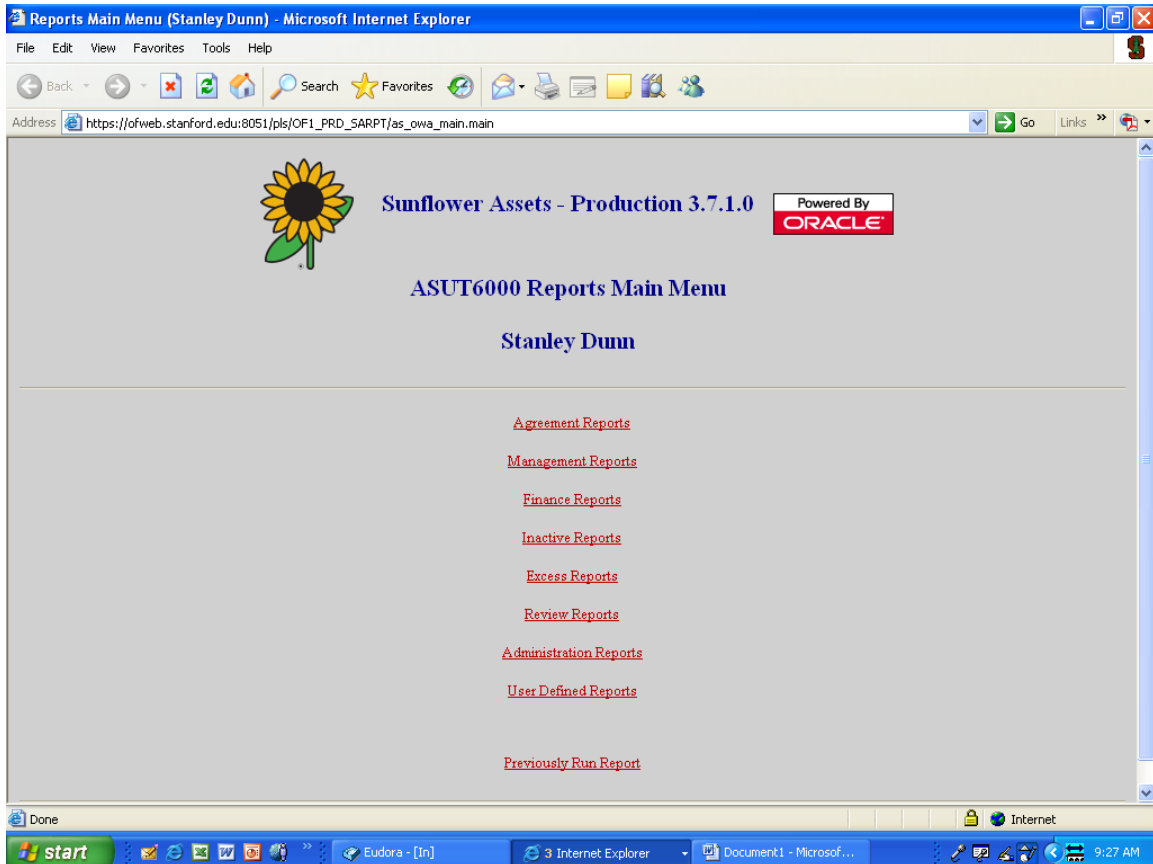 Reports Main Menu (Stanley Dunn) - Microsoft Internet Explorer
File Edit View Favorites Tools Help
Back Search Favorites
Address https://ofweb.stanford.edu:8051/pls/OF1_PRD_SARPT/as_owa_main.main Go Links »
Sunflower Assets - Production 3.7.1.0
Powered By
ORACLE
ASUT6000 Reports Main Menu
Stanley Dunn
Agreement Reports
Management Reports
Finance Reports
Inactive Reports
Excess Reports
Review Reports
Administration Reports
User Defined Reports
Previously Run Report
Done Internet
start » Eudora - [In] 3 Internet Explorer Document1 - Microsof... 9:27 AM